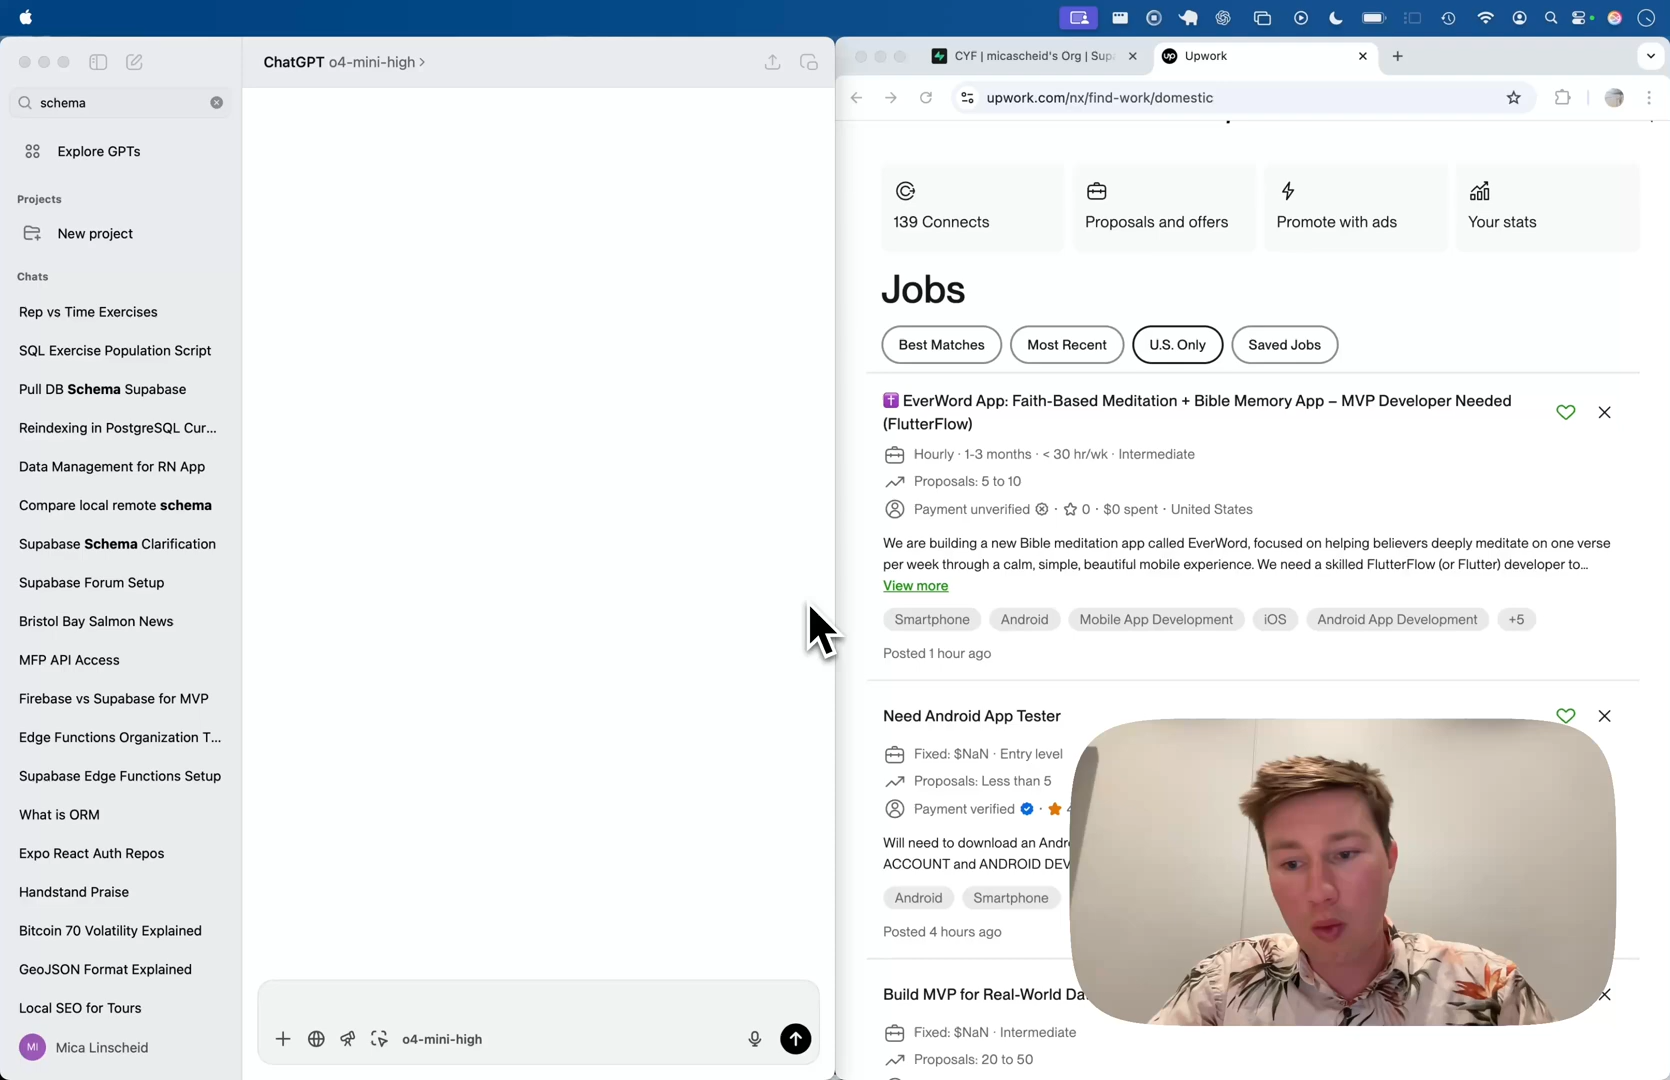 schema
Explore GPTs
Projects
New project
Chats
Rep vs Time Exercises
SQL Exercise Population Script
Pull DB Schema Supabase
Reindexing in PostgreSQL Cur...
Data Management for RN App
Compare local remote schema
Supabase Schema Clarification
Supabase Forum Setup
Bristol Bay Salmon News
MFP API Access
Firebase vs Supabase for MVP
Edge Functions Organization T...
Supabase Edge Functions Setup
What is ORM
Expo React Auth Repos
Handstand Praise
Bitcoin 70 Volatility Explained
GeoJSON Format Explained
Local SEO for Tours
MI Mica Linscheid
ChatGPT o4-mini-high >
o4-mini-high
CYF | micascheid's Org | Supa
up Upwork
upwork.com/nx/find-work/domestic
139 Connects
Proposals and offers
Promote with ads
Your stats
Jobs
Best Matches
Most Recent
U.S. Only
Saved Jobs
EverWord App: Faith-Based Meditation + Bible Memory App – MVP Developer Needed
(FlutterFlow)
Hourly · 1-3 months · < 30 hr/wk · Intermediate
Proposals: 5 to 10
Payment unverified · 0 · $0 spent · United States
We are building a new Bible meditation app called EverWord, focused on helping believers deeply meditate on one verse
per week through a calm, simple, beautiful mobile experience. We need a skilled FlutterFlow (or Flutter) developer to...
View more
Smartphone Android Mobile App Development iOS Android App Development +5
Posted 1 hour ago
Need Android App Tester
Fixed: $NaN · Entry level
Proposals: Less than 5
Payment verified · 4
Will need to download an Andr
ACCOUNT and ANDROID DEV
Android Smartphone
Posted 4 hours ago
Build MVP for Real-World Da
Fixed: $NaN · Intermediate
Proposals: 20 to 50